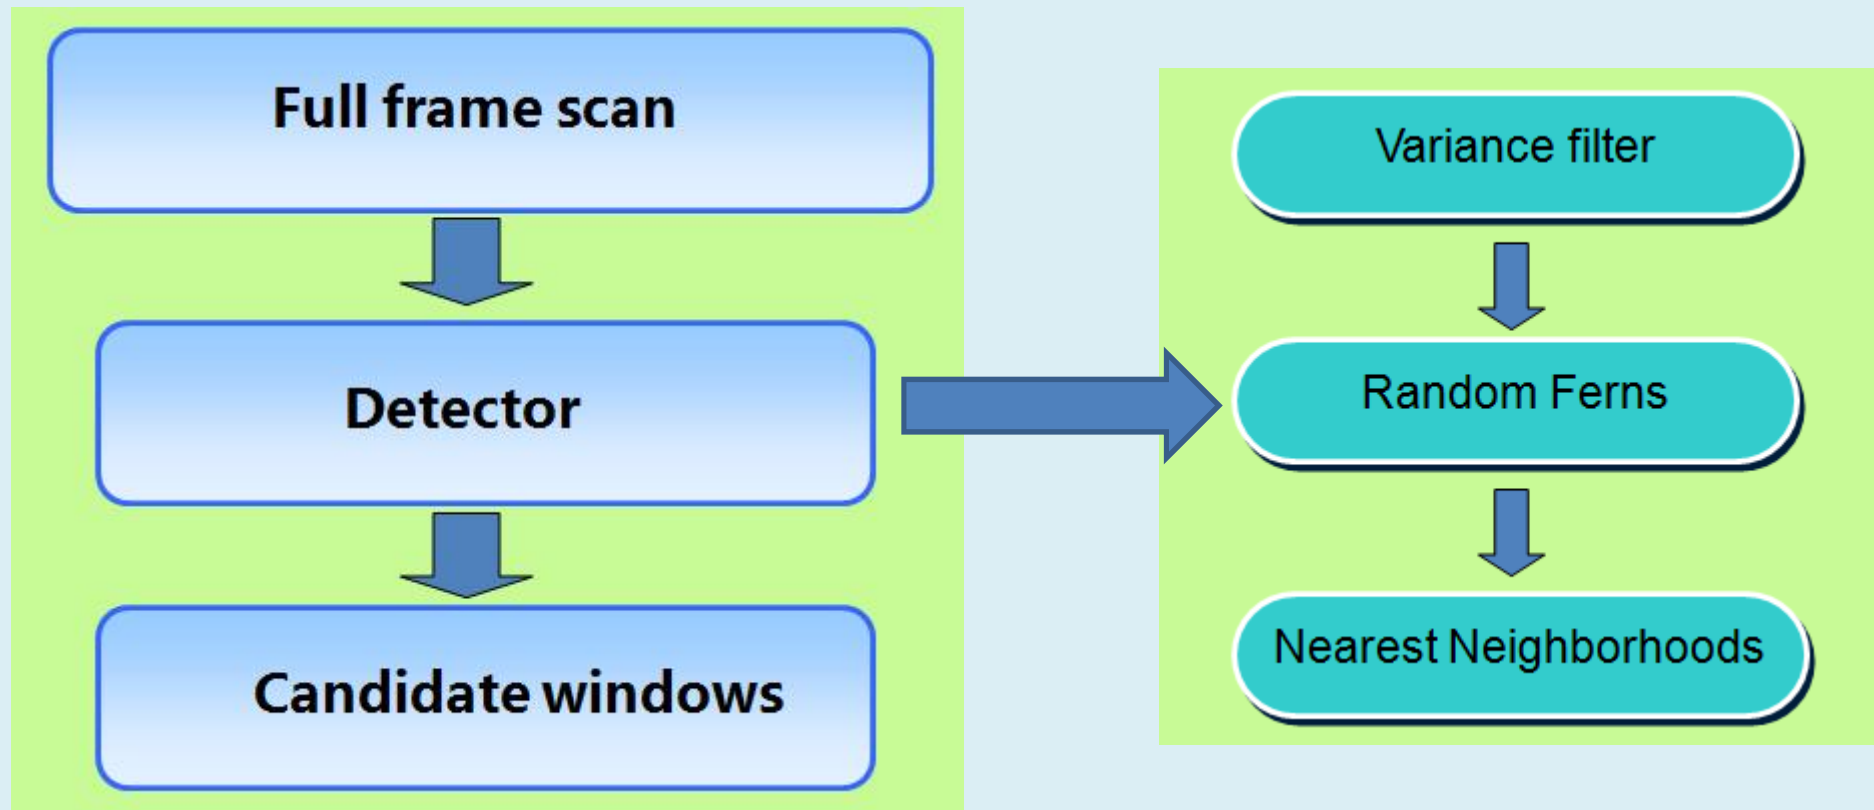 Full frame scan
Detector
Candidate windows
Variance filter
Random Ferns
Nearest Neighborhoods